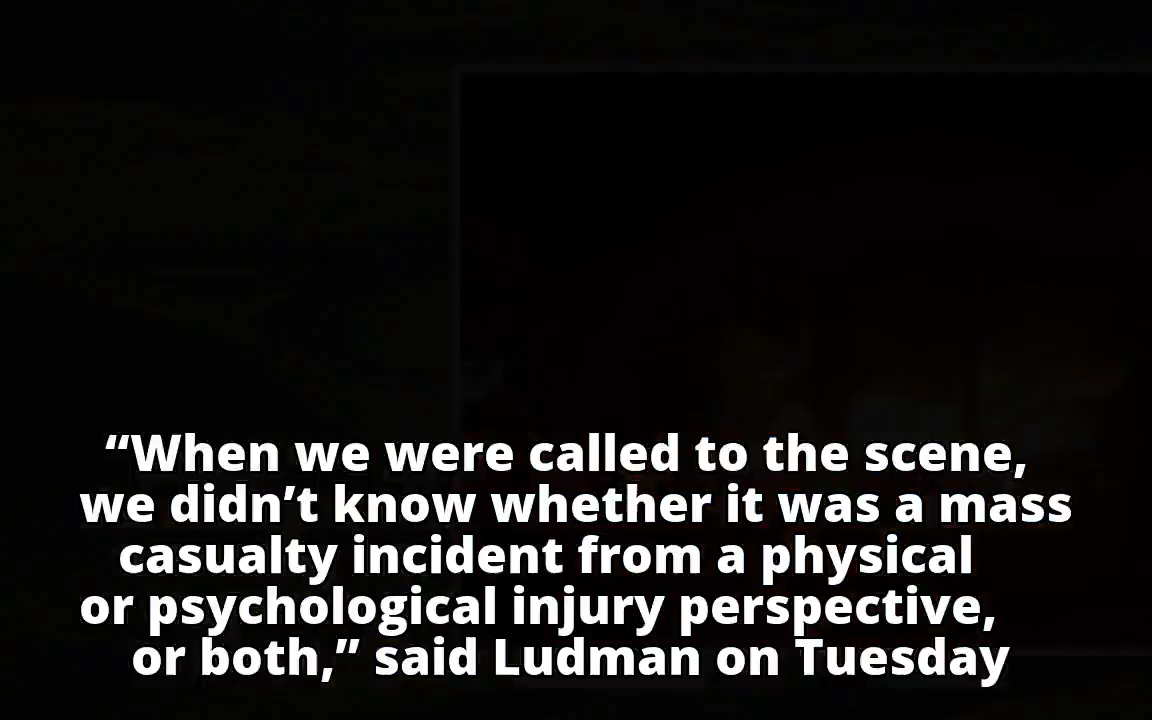 “When we were called to the scene,
we didn’t know whether it was a mass
casualty incident from a physical
or psychological injury perspective,
or both,” said Ludman on Tuesday